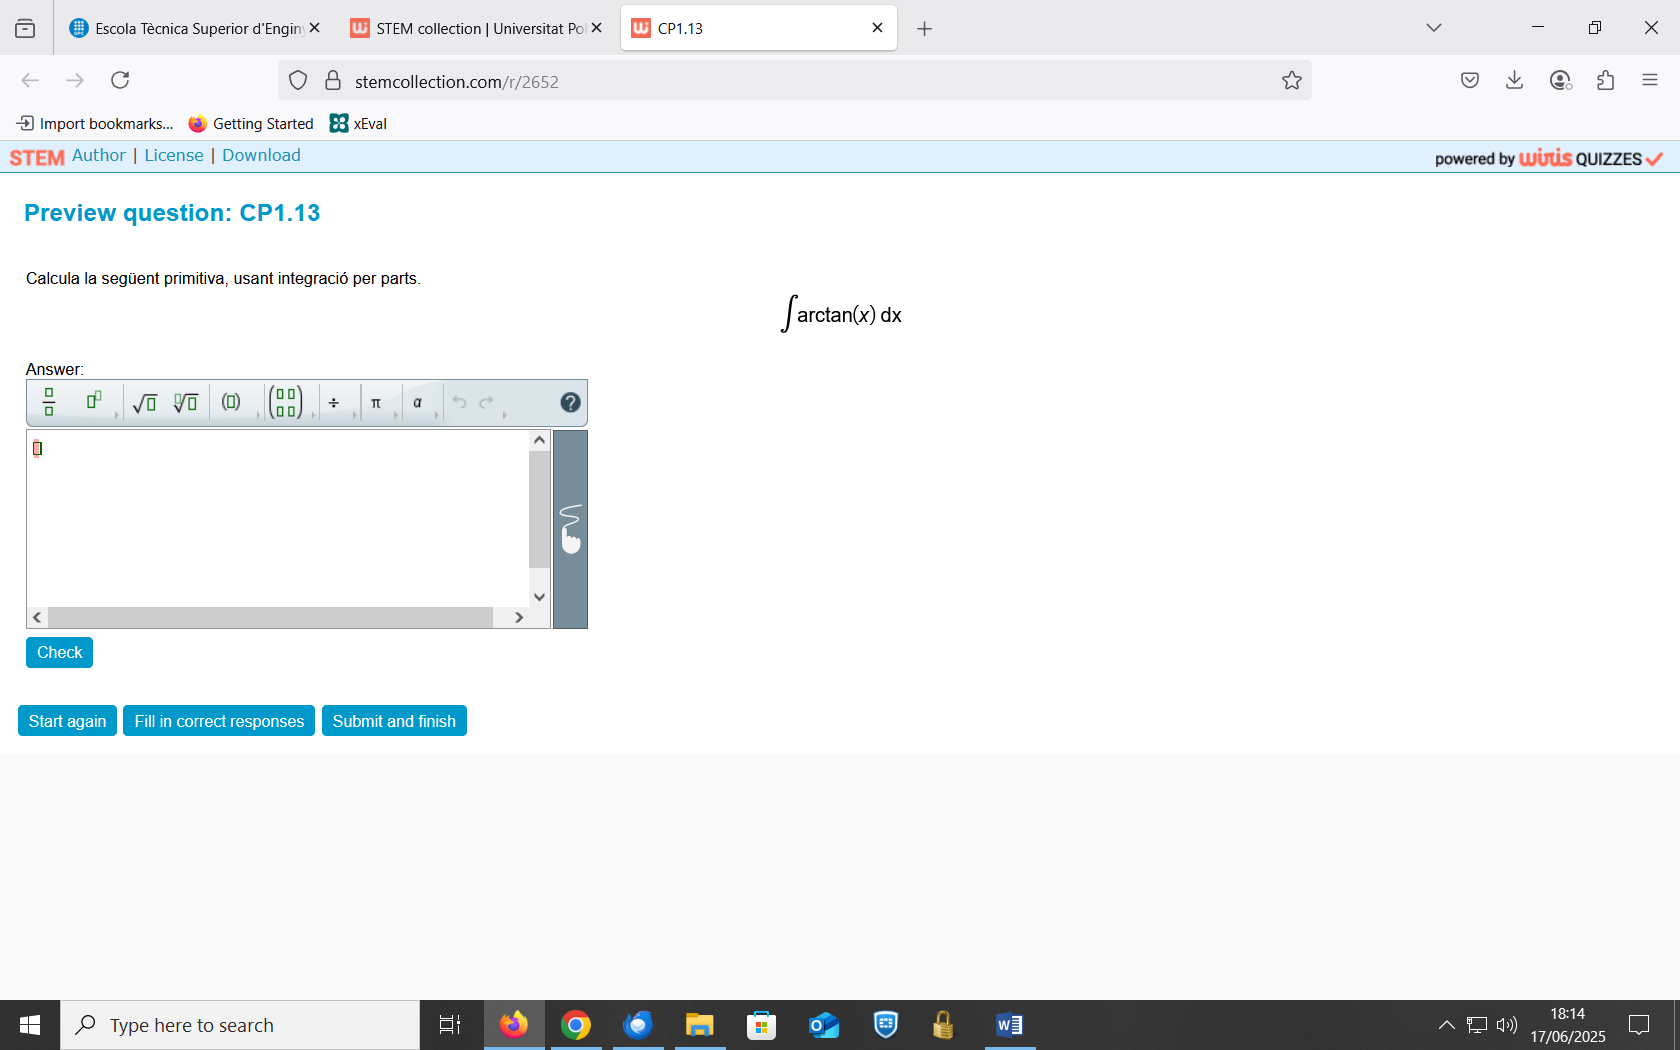 Escola Tècnica Superior d'Enginy
STEM collection | Universitat Pol
CP1.13
stemcollection.com/r/2652
Import bookmarks...
Getting Started
xEval
STEM Author | License | Download
powered by wiris QUIZZES
Preview question: CP1.13
Calcula la següent primitiva, usant integració per parts.
∫ arctan(x) dx
Answer:
÷ π α ?
Check
Start again
Fill in correct responses
Submit and finish
Type here to search
18:14
17/06/2025